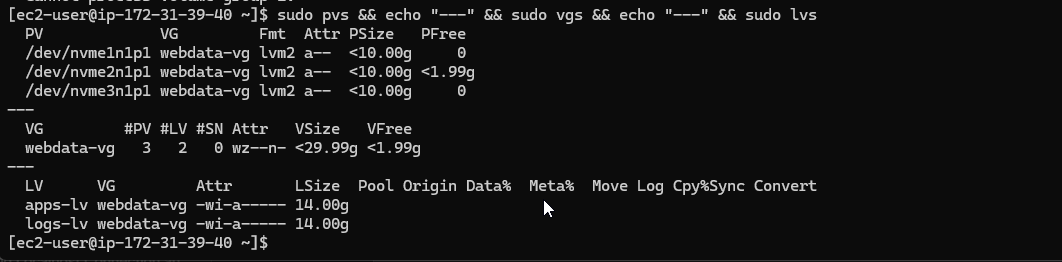 [ec2-user@ip-172-31-39-40 ~]$ sudo pvs && echo "---" && sudo vgs && echo "---" && sudo lvs
  PV             VG         Fmt  Attr PSize   PFree
  /dev/nvme1n1p1 webdata-vg lvm2 a--  <10.00g     0
  /dev/nvme2n1p1 webdata-vg lvm2 a--  <10.00g <1.99g
  /dev/nvme3n1p1 webdata-vg lvm2 a--  <10.00g     0
---
  VG         #PV #LV #SN Attr   VSize   VFree
  webdata-vg   3   2   0 wz--n- <29.99g <1.99g
---
  LV      VG         Attr       LSize  Pool Origin Data%  Meta%  Move Log Cpy%Sync Convert
  apps-lv webdata-vg -wi-a----- 14.00g
  logs-lv webdata-vg -wi-a----- 14.00g
[ec2-user@ip-172-31-39-40 ~]$